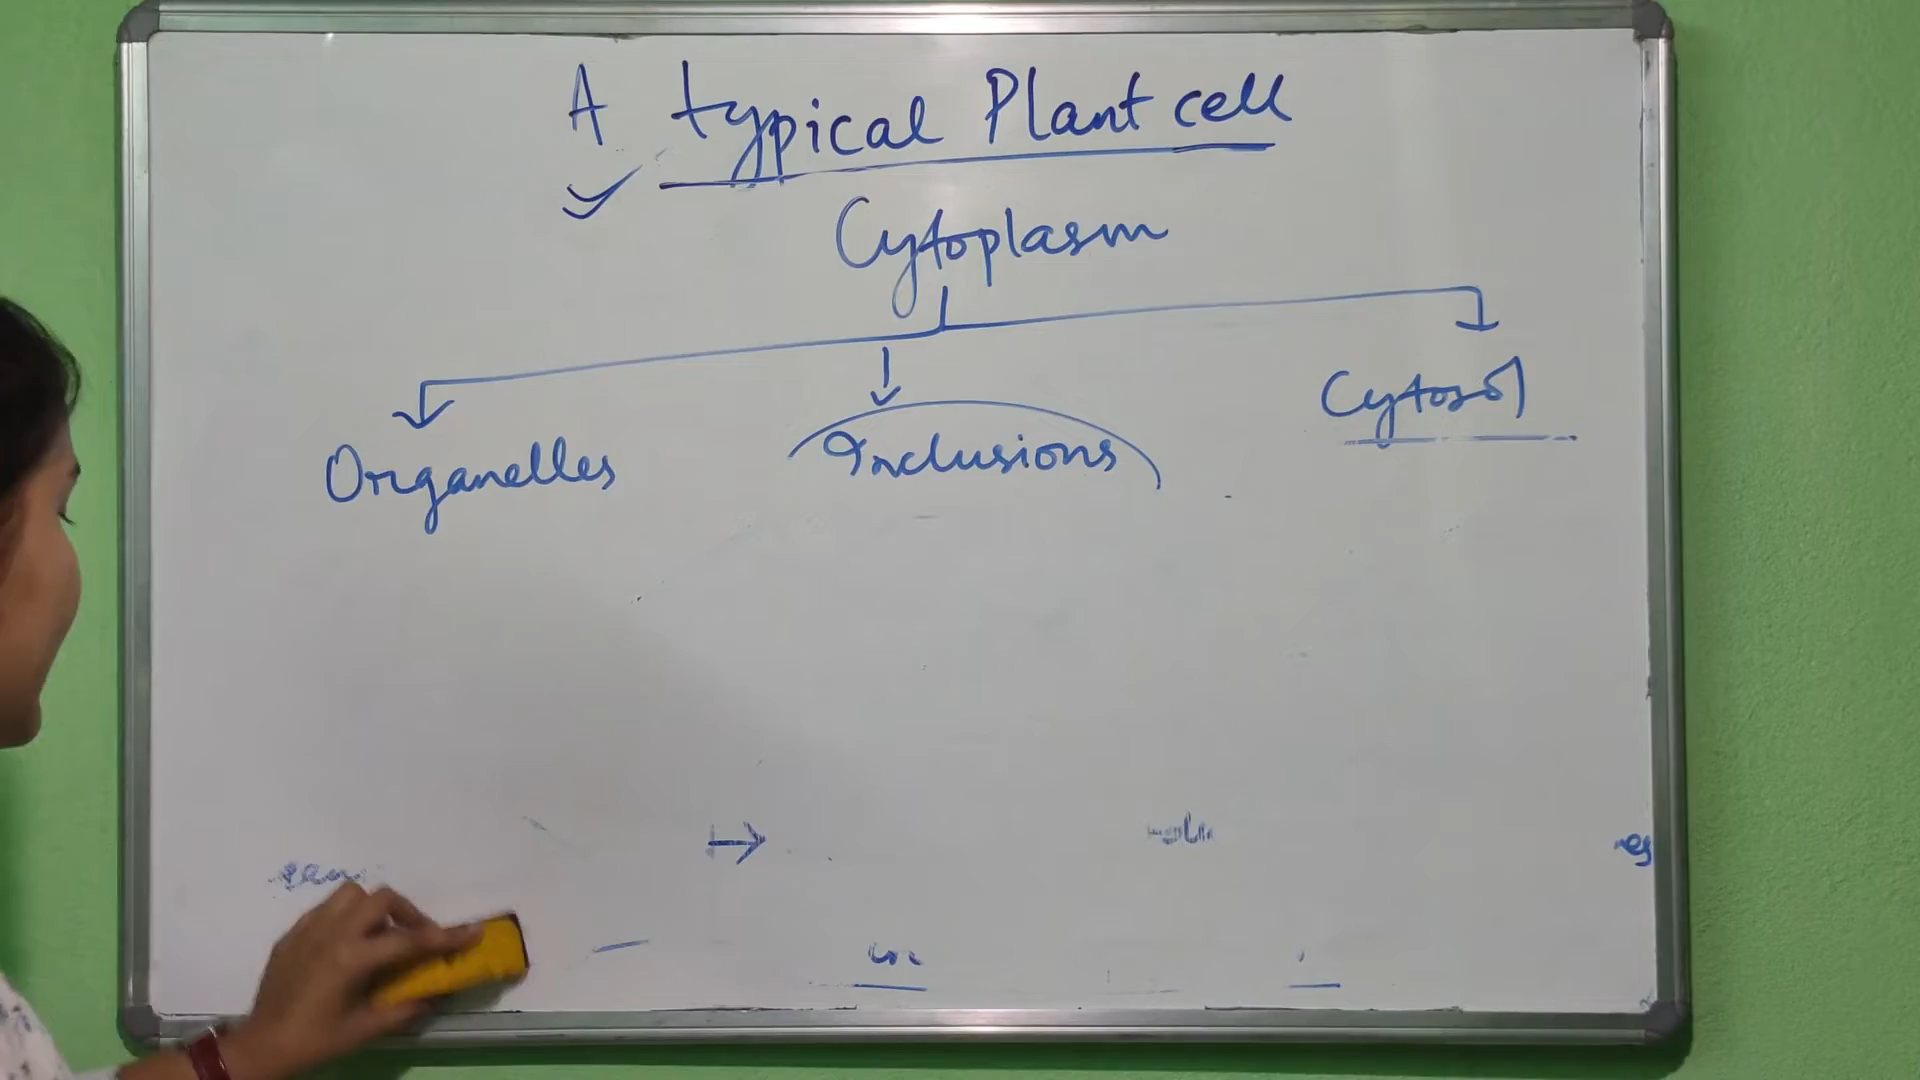 A typical Plant cell
Cytoplasm
Organelles
Inclusions
Cytosol